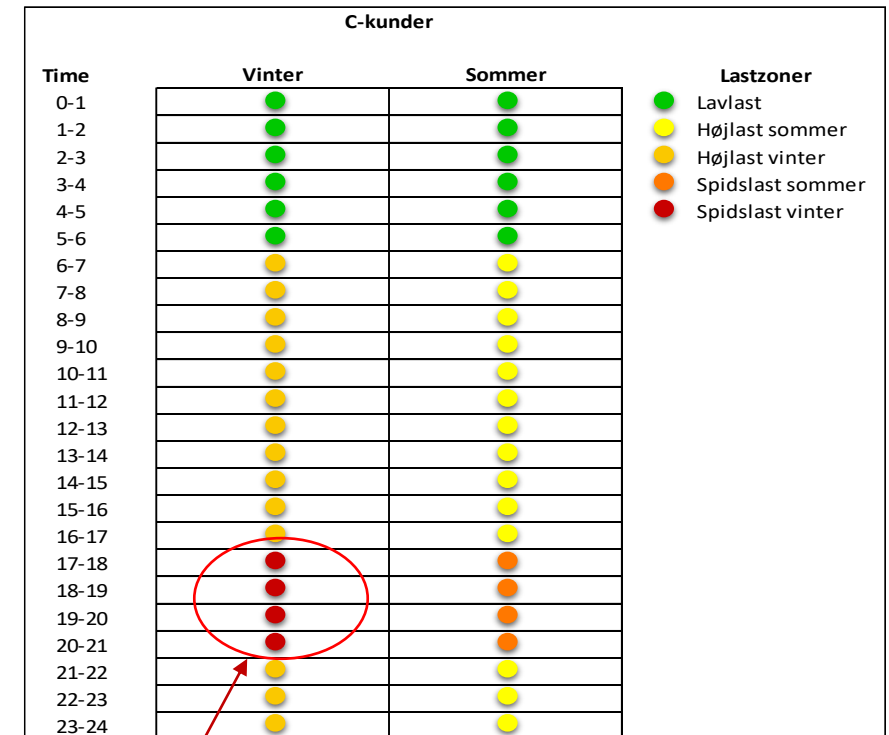 C-kunder
Time Vinter Sommer Lastzoner
0-1 Lavlast
1-2 Højlast sommer
2-3 Højlast vinter
3-4 Spidslast sommer
4-5 Spidslast vinter
5-6
6-7
7-8
8-9
9-10
10-11
11-12
12-13
13-14
14-15
15-16
16-17
17-18
18-19
19-20
20-21
21-22
22-23
23-24